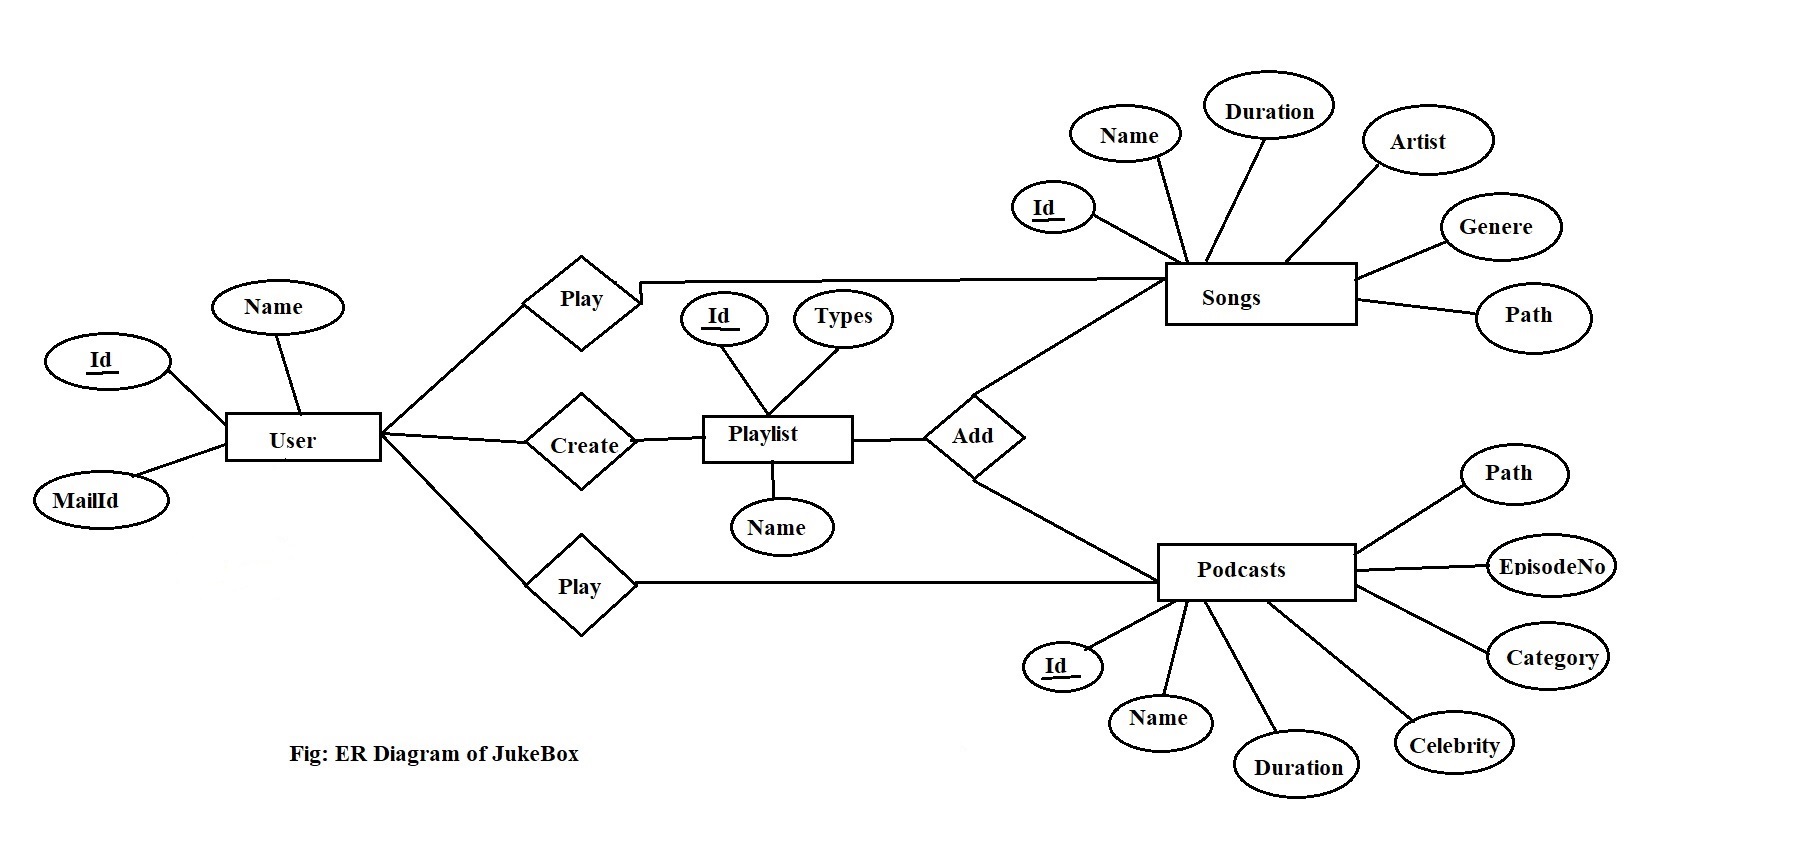 Duration
Name
Artist
Id
Genere
Play
Songs
Name
Id
Types
Path
Id
User
Create
Playlist
Add
MailId
Path
Name
EpisodeNo
Play
Podcasts
Id
Category
Name
Celebrity
Duration
Fig: ER Diagram of JukeBox